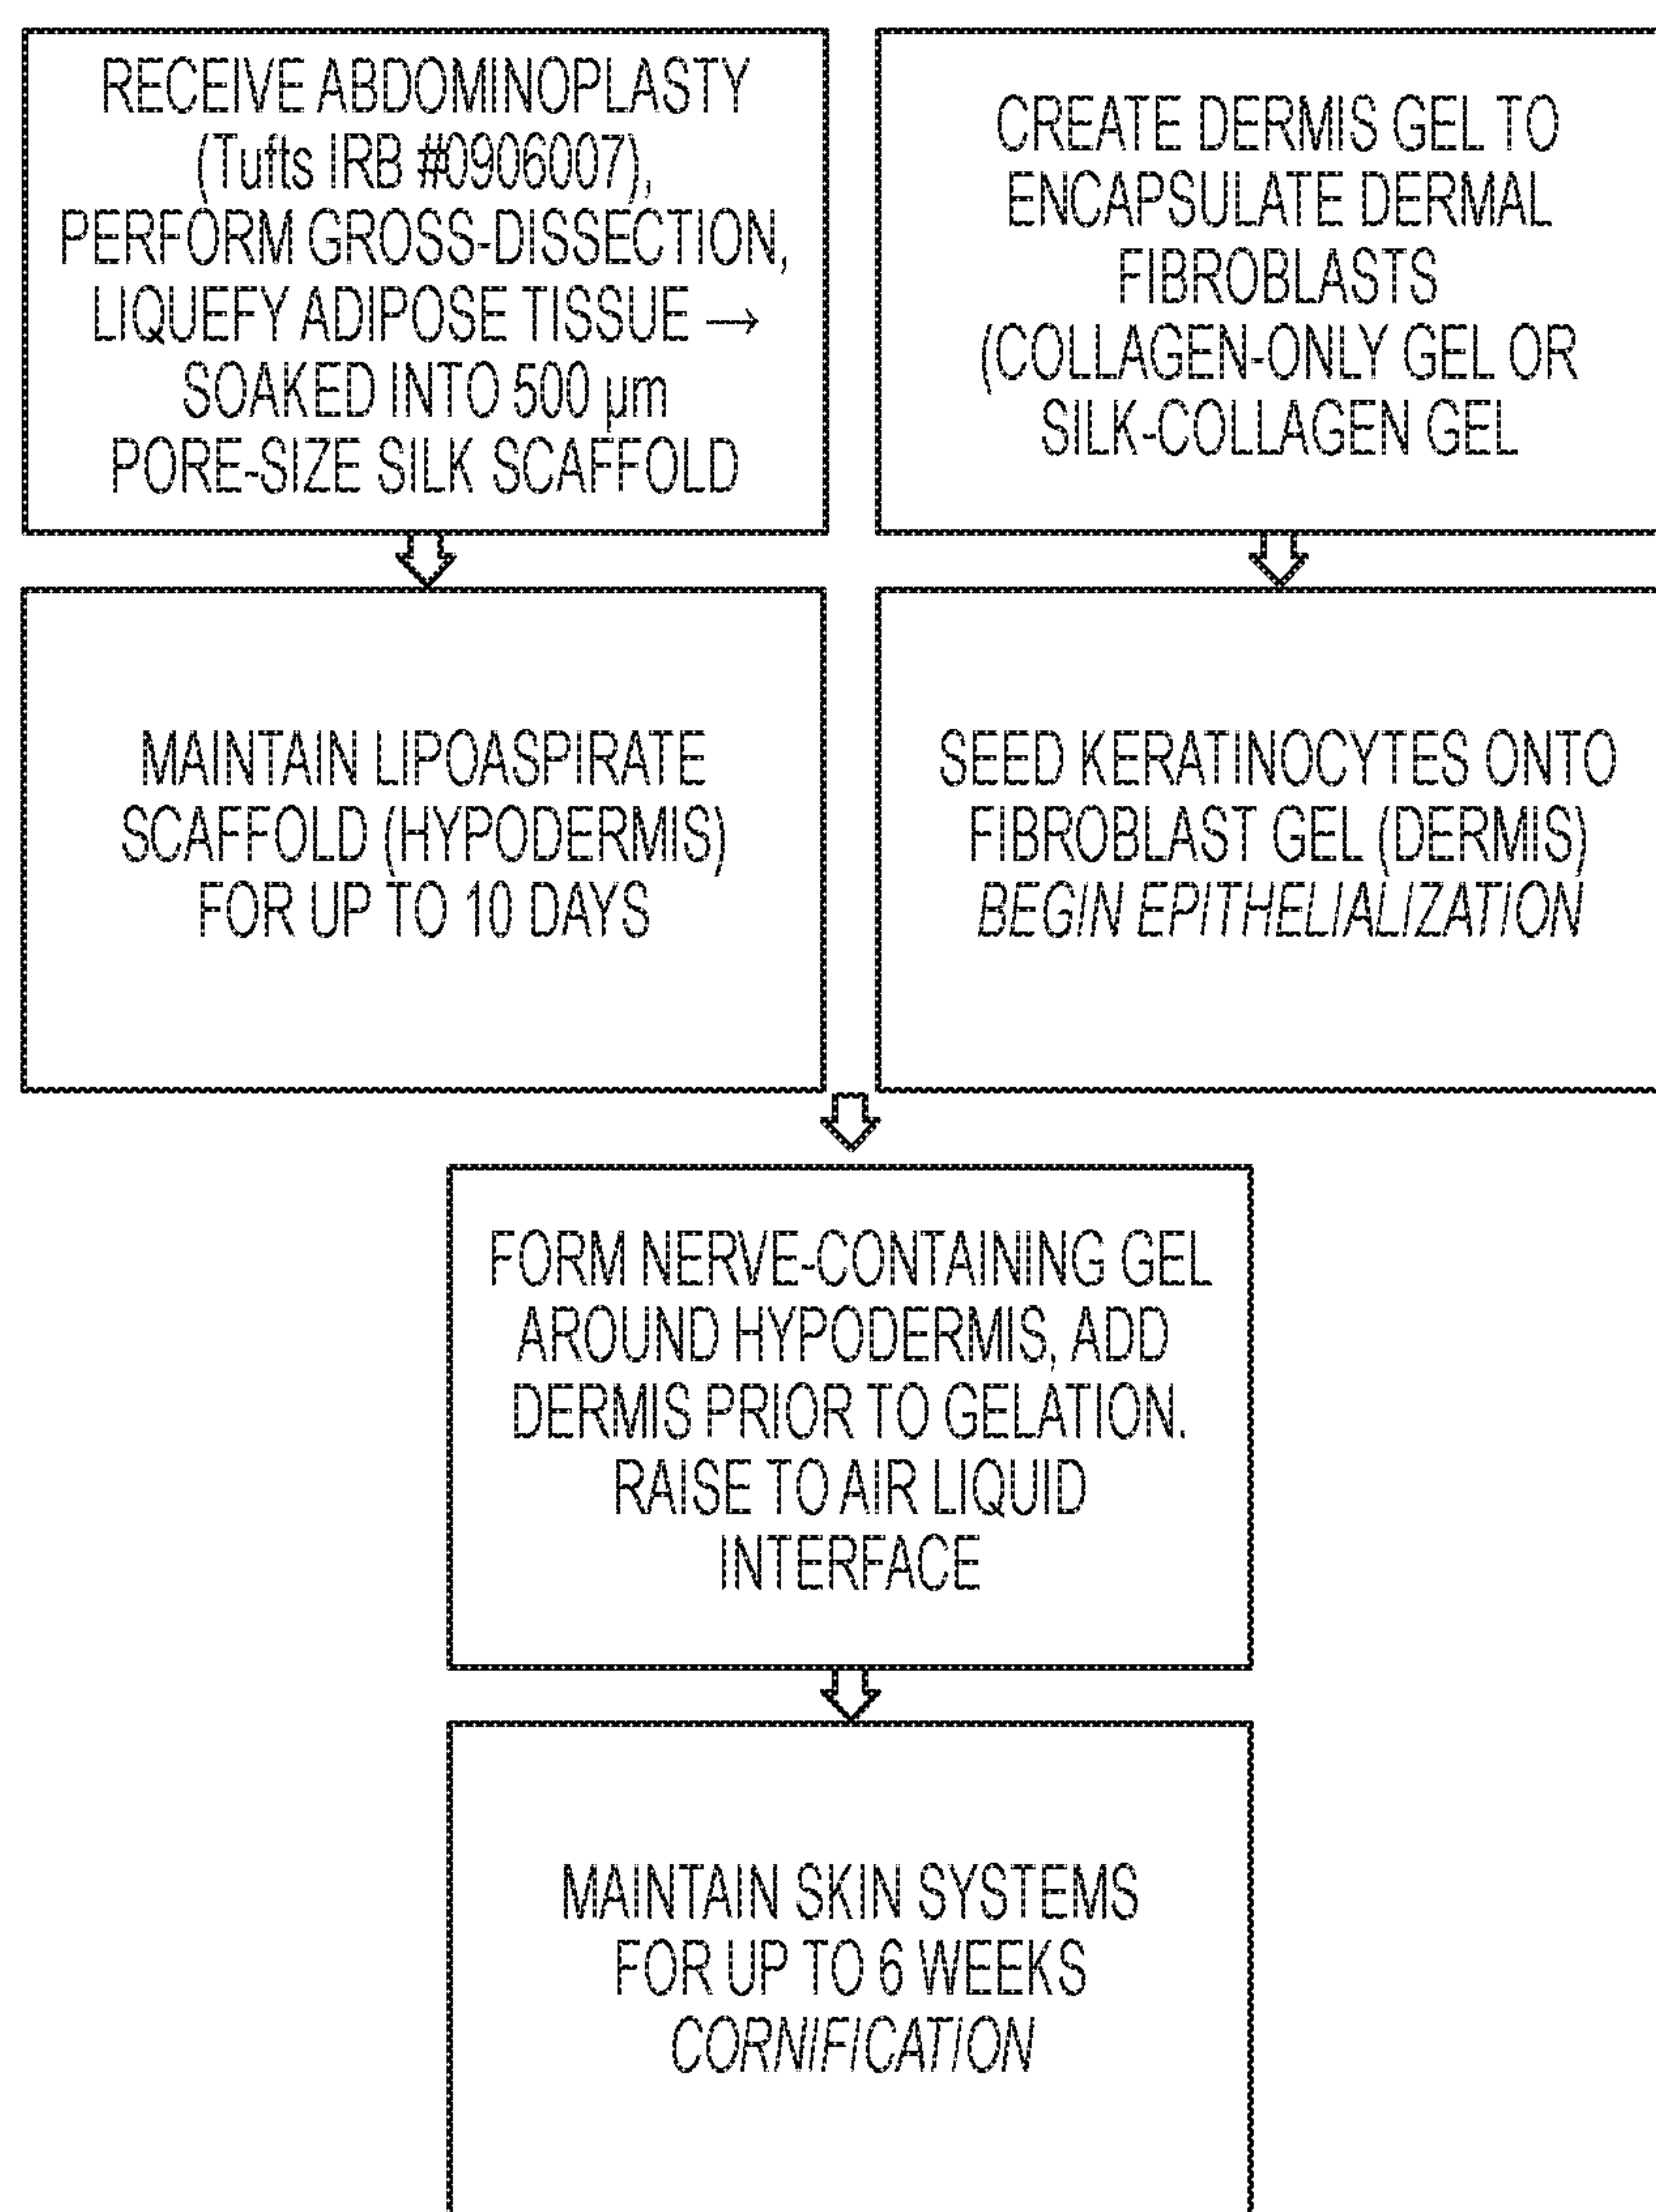 RECEIVE ABDOMINOPLASTY
(Tufts IRB #0906007),
PERFORM GROSS-DISSECTION,
LIQUEFY ADIPOSE TISSUE →
SOAKED INTO 500 µm
PORE-SIZE SILK SCAFFOLD
CREATE DERMIS GEL TO
ENCAPSULATE DERMAL
FIBROBLASTS
(COLLAGEN-ONLY GEL OR
SILK-COLLAGEN GEL
MAINTAIN LIPOASPIRATE
SCAFFOLD (HYPODERMIS)
FOR UP TO 10 DAYS
SEED KERATINOCYTES ONTO
FIBROBLAST GEL (DERMIS)
BEGIN EPITHELIALIZATION
FORM NERVE-CONTAINING GEL
AROUND HYPODERMIS, ADD
DERMIS PRIOR TO GELATION.
RAISE TO AIR LIQUID
INTERFACE
MAINTAIN SKIN SYSTEMS
FOR UP TO 6 WEEKS
CORNIFICATION